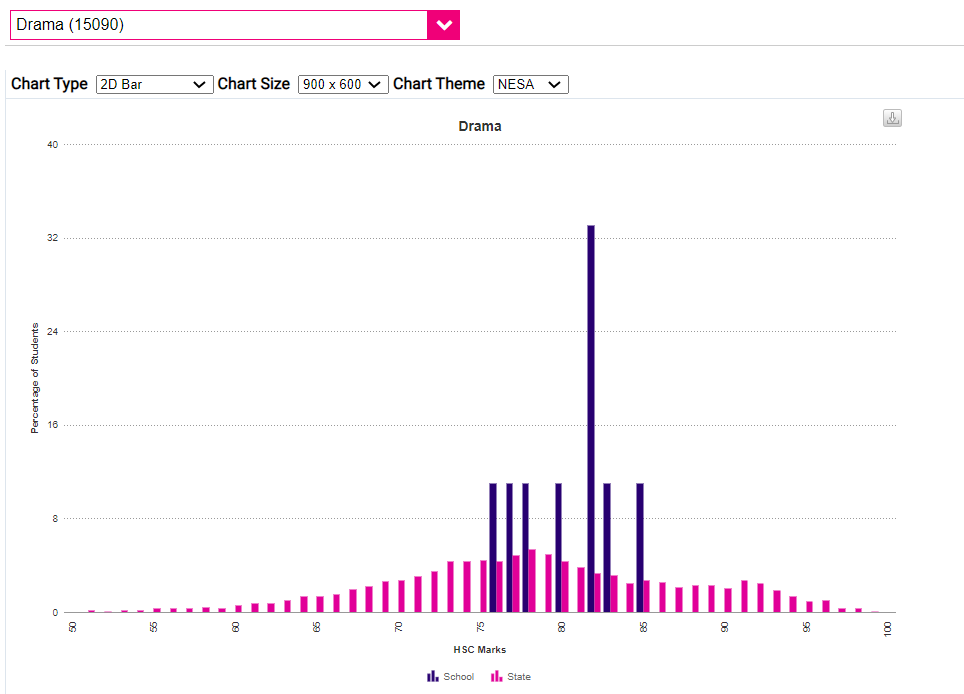 Drama (15090)
Chart Type 2D Bar Chart Size 900 x 600 Chart Theme NESA
Drama
40
32
24
16
8
0
Percentage of Students
50 55 60 65 70 75 80 85 90 95 100
HSC Marks
School State